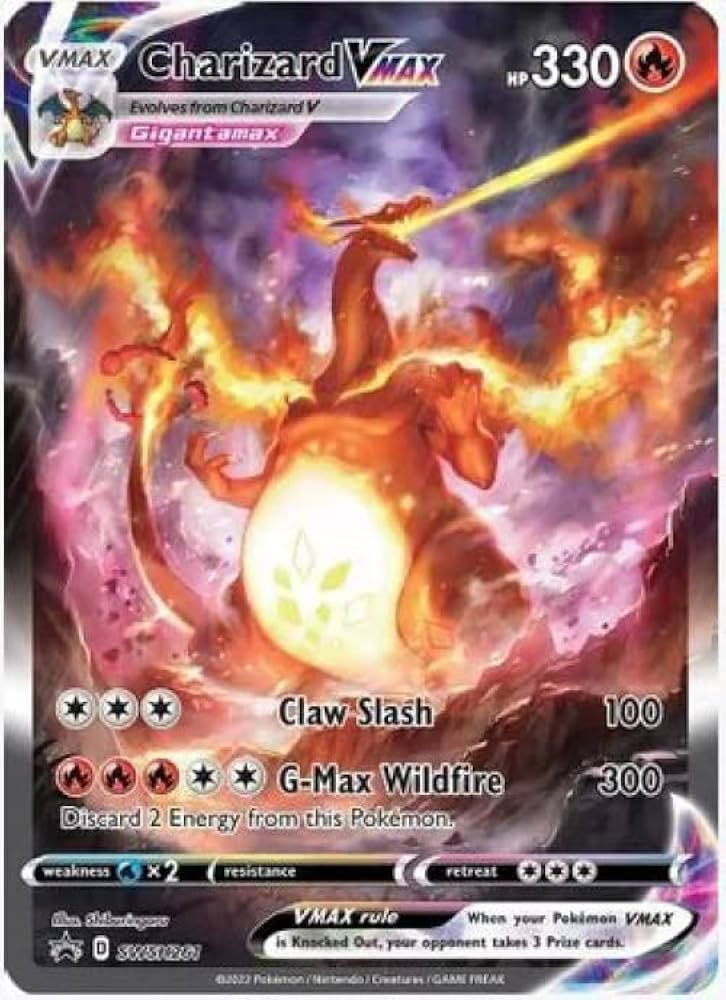 VMAX
Charizard VMAX
HP 330
Evolves from Charizard V
Gigantamax
Claw Slash 100
G-Max Wildfire 300
Discard 2 Energy from this Pokémon.
weakness ×2 resistance retreat
Illus. Shibuzingaru
VMAX rule When your Pokémon VMAX
is Knocked Out, your opponent takes 3 Prize cards.
D SWSH261
©2022 Pokémon / Nintendo / Creatures / GAME FREAK